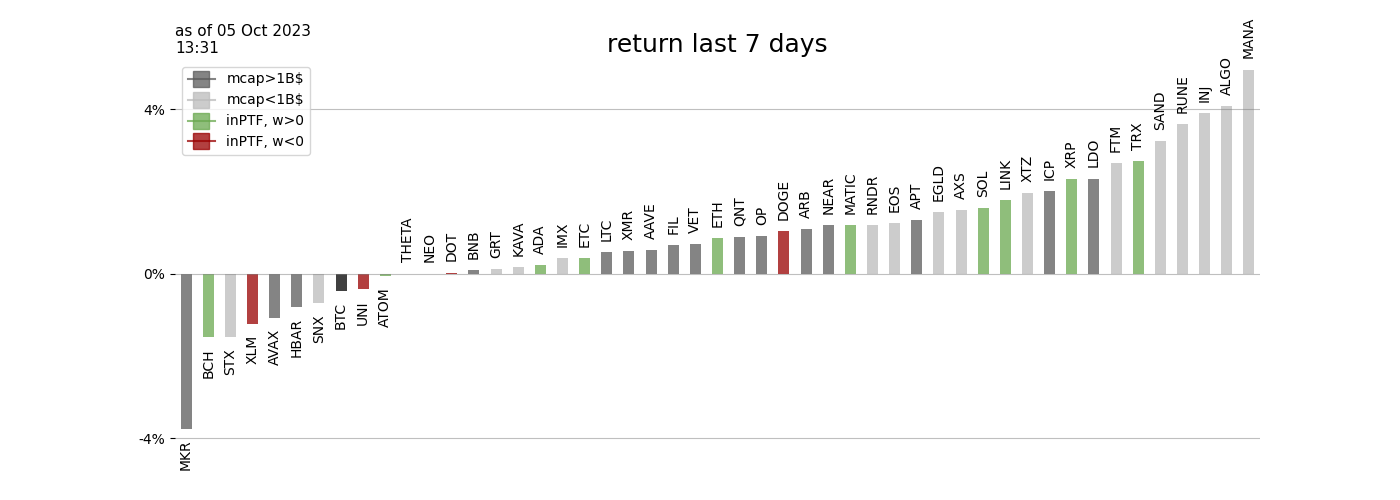 as of 05 Oct 2023
13:31
return last 7 days
mcap>1B$
mcap<1B$
inPTF, w>0
inPTF, w<0
4%
0%
-4%
MKR
BCH
STX
XLM
AVAX
HBAR
SNX
BTC
UNI
ATOM
THETA
NEO
DOT
BNB
GRT
KAVA
ADA
IMX
ETC
LTC
XMR
AAVE
FIL
VET
ETH
QNT
OP
DOGE
ARB
NEAR
MATIC
RNDR
EOS
APT
EGLD
AXS
SOL
LINK
XTZ
ICP
XRP
LDO
FTM
TRX
SAND
RUNE
INJ
ALGO
MANA